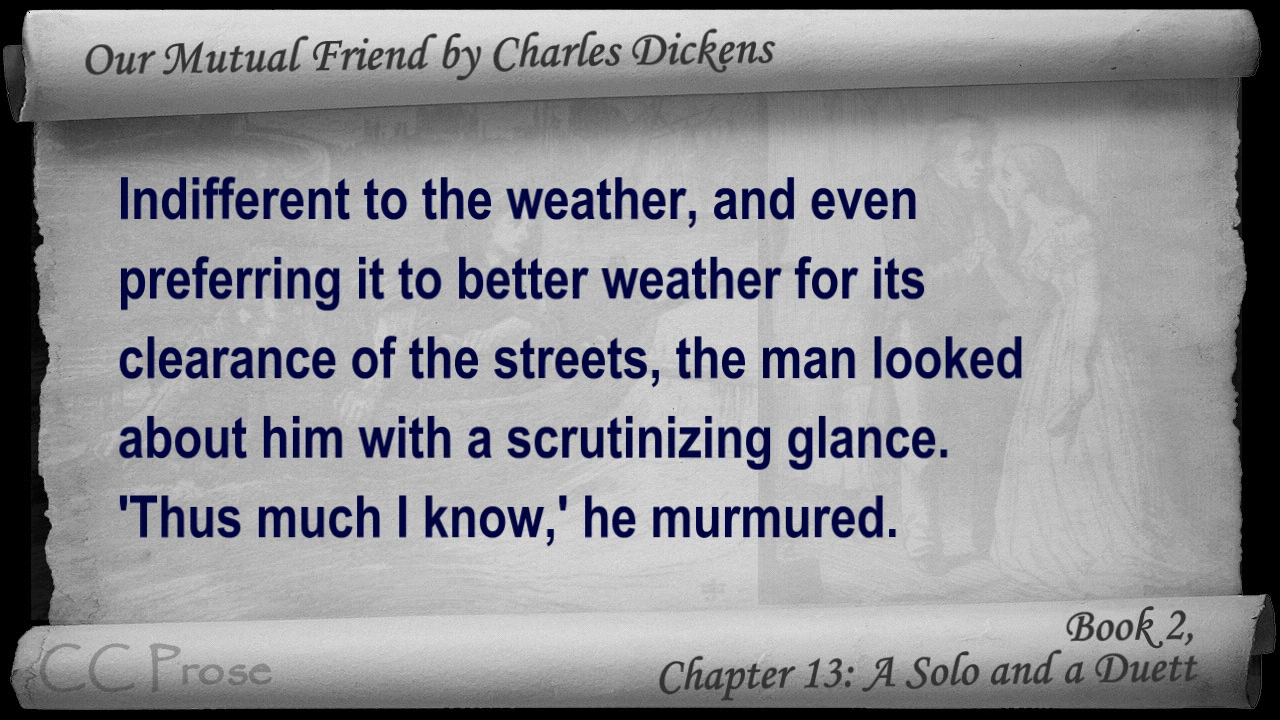 Our Mutual Friend by Charles Dickens
Indifferent to the weather, and even
preferring it to better weather for its
clearance of the streets, the man looked
about him with a scrutinizing glance.
'Thus much I know,' he murmured.
Book 2,
CC Prose
Chapter 13: A Solo and a Duett